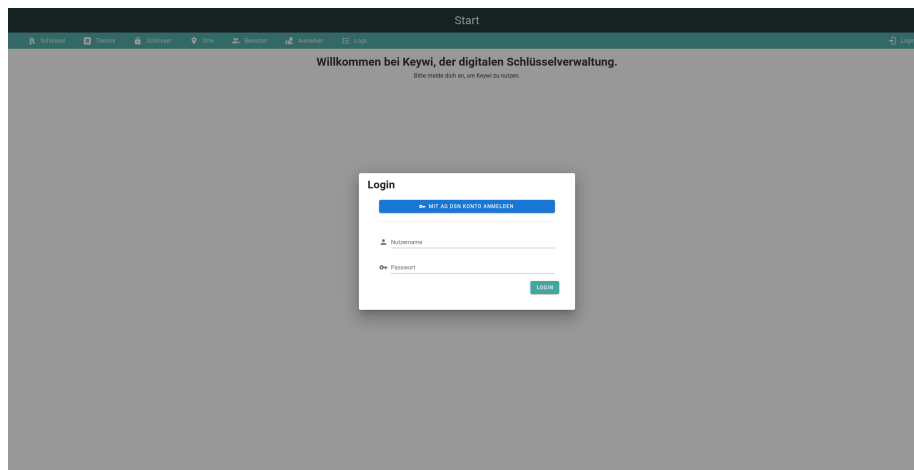 Start
Schlüssel Tresore Schlösser Orte Benutzer Ausleihen Logs Login
Willkommen bei Keywi, der digitalen Schlüsselverwaltung.
Bitte melde dich an, um Keywi zu nutzen.
Login
MIT AG DSN KONTO ANMELDEN
Nutzername
Passwort
LOGIN